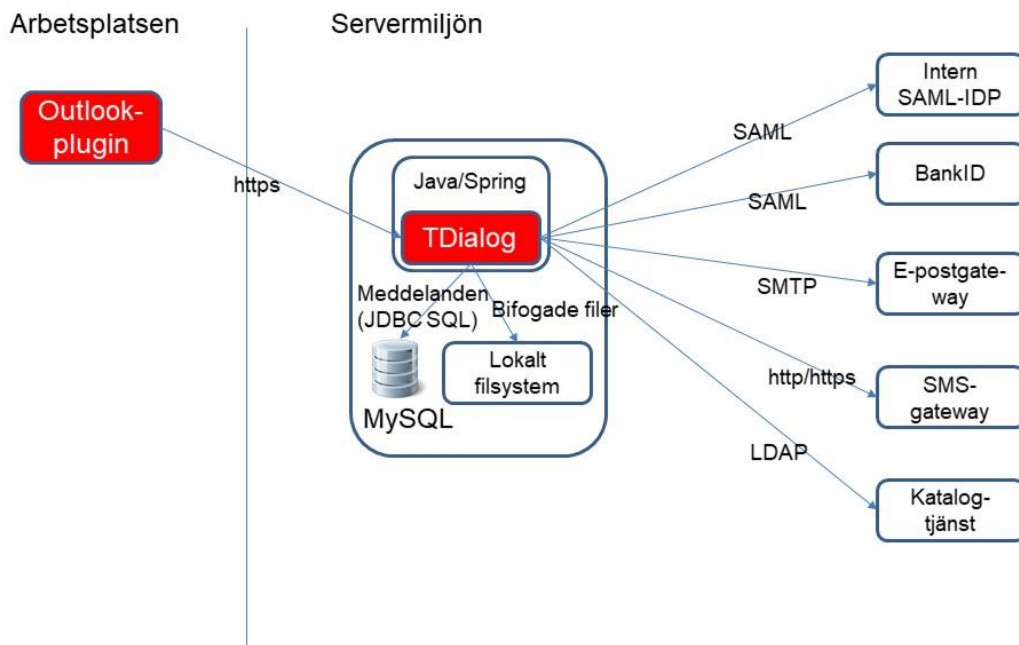 Arbetsplatsen
Servermiljön
Outlook-
plugin
https
Java/Spring
TDialog
Meddelanden
(JDBC SQL)
Bifogade filer
MySQL
Lokalt
filsystem
SAML
SAML
SMTP
http/https
LDAP
Intern
SAML-IDP
BankID
E-postgate-
way
SMS-
gateway
Katalog-
tjänst